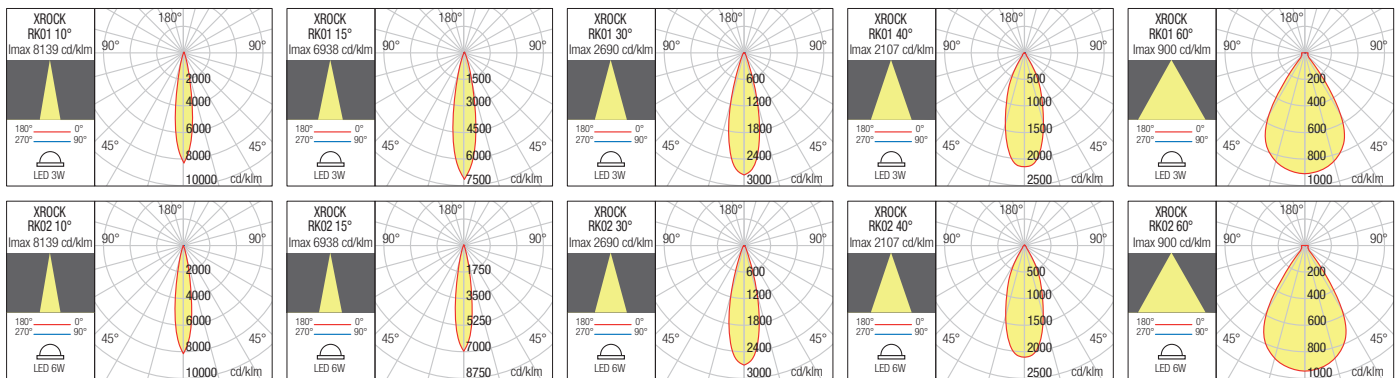 XROCK
RK01 10°
Imax 8139 cd/klm
180° 0°
270° 90°
LED 3W
180°
90° 90°
2000
4000
6000
45° 45°
8000
10000 cd/klm
XROCK
RK01 15°
Imax 6938 cd/klm
180° 0°
270° 90°
LED 3W
180°
90° 90°
1500
3000
4500
45° 45°
6000
7500 cd/klm
XROCK
RK01 30°
Imax 2690 cd/klm
180° 0°
270° 90°
LED 3W
180°
90° 90°
600
1200
1800
45° 45°
2400
3000 cd/klm
XROCK
RK01 40°
Imax 2107 cd/klm
180° 0°
270° 90°
LED 3W
180°
90° 90°
500
1000
1500
45° 45°
2000
2500 cd/klm
XROCK
RK01 60°
Imax 900 cd/klm
180° 0°
270° 90°
LED 3W
180°
90° 90°
200
400
600
45° 45°
800
1000 cd/klm
XROCK
RK02 10°
Imax 8139 cd/klm
180° 0°
270° 90°
LED 6W
180°
90° 90°
2000
4000
6000
45° 45°
8000
10000 cd/klm
XROCK
RK02 15°
Imax 6938 cd/klm
180° 0°
270° 90°
LED 6W
180°
90° 90°
1750
3500
5250
45° 45°
7000
8750 cd/klm
XROCK
RK02 30°
Imax 2690 cd/klm
180° 0°
270° 90°
LED 6W
180°
90° 90°
600
1200
1800
45° 45°
2400
3000 cd/klm
XROCK
RK02 40°
Imax 2107 cd/klm
180° 0°
270° 90°
LED 6W
180°
90° 90°
500
1000
1500
45° 45°
2000
2500 cd/klm
XROCK
RK02 60°
Imax 900 cd/klm
180° 0°
270° 90°
LED 6W
180°
90° 90°
200
400
600
45° 45°
800
1000 cd/klm